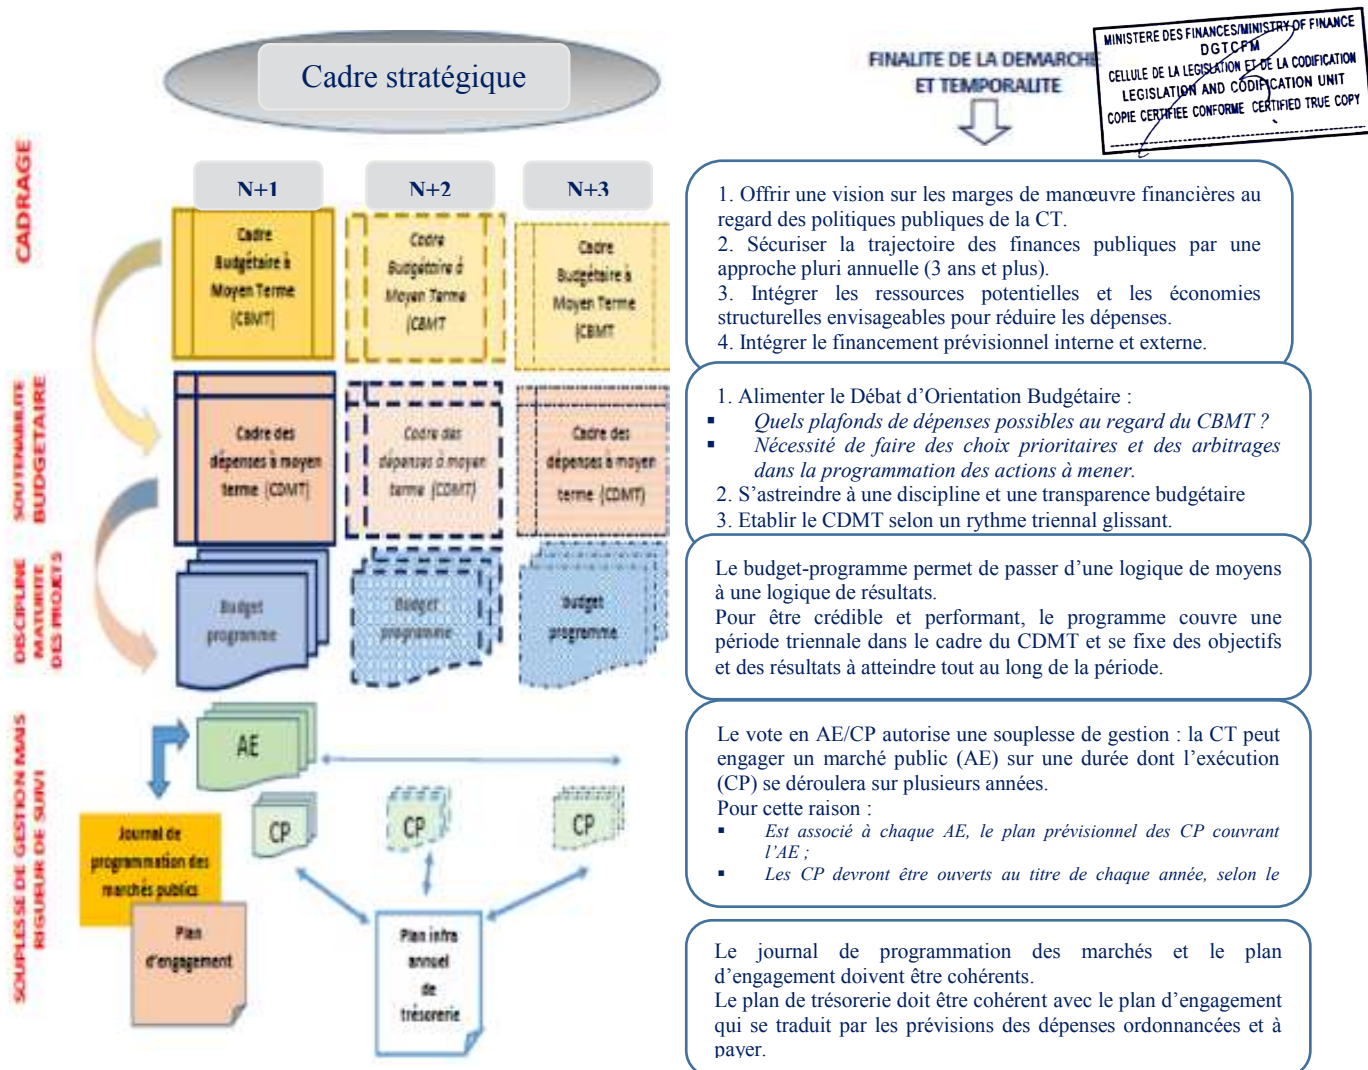 Cadre stratégique
FINALITE DE LA DEMARCHE
ET TEMPORALITE
MINISTERE DES FINANCES/MINISTRY OF FINANCE
DGTCFM
CELLULE DE LA LEGISLATION ET DE LA CODIFICATION
LEGISLATION AND CODIFICATION UNIT
COPIE CERTIFIEE CONFORME CERTIFIED TRUE COPY
CADRAGE
N+1
N+2
N+3
Cadre
Budgétaire à
Moyen Terme
(CBMT)
Cadre
Budgétaire à
Moyen Terme
(CBMT
Cadre
Budgétaire à
Moyen Terme
(CBMT
1. Offrir une vision sur les marges de manœuvre financières au
regard des politiques publiques de la CT.
2. Sécuriser la trajectoire des finances publiques par une
approche pluri annuelle (3 ans et plus).
3. Intégrer les ressources potentielles et les économies
structurelles envisageables pour réduire les dépenses.
4. Intégrer le financement prévisionnel interne et externe.
SOUTENABILITE
BUDGETAIRE
Cadre des
dépenses à moyen
terme (CDMT)
Cadre des
dépenses à moyen
terme (CDMT)
Cadre des
dépenses à moyen
terme (CDMT)
1. Alimenter le Débat d’Orientation Budgétaire :
▪ Quels plafonds de dépenses possibles au regard du CBMT ?
▪ Nécessité de faire des choix prioritaires et des arbitrages
dans la programmation des actions à mener.
2. S’astreindre à une discipline et une transparence budgétaire
3. Etablir le CDMT selon un rythme triennal glissant.
DISCIPLINE
MATURITE
DES PROJETS
Budget
programme
Budget
programme
Budget
programme
Le budget-programme permet de passer d’une logique de moyens
à une logique de résultats.
Pour être crédible et performant, le programme couvre une
période triennale dans le cadre du CDMT et se fixe des objectifs
et des résultats à atteindre tout au long de la période.
SOUPLESSE DE GESTION MAIS
RIGUEUR DE SUIVI
AE
CP
CP
CP
Journal de
programmation des
marchés publics
Plan
d'engagement
Plan infra
annuel
de
trésorerie
Le vote en AE/CP autorise une souplesse de gestion : la CT peut
engager un marché public (AE) sur une durée dont l’exécution
(CP) se déroulera sur plusieurs années.
Pour cette raison :
▪ Est associé à chaque AE, le plan prévisionnel des CP couvrant
l’AE ;
▪ Les CP devront être ouverts au titre de chaque année, selon le
Le journal de programmation des marchés et le plan
d’engagement doivent être cohérents.
Le plan de trésorerie doit être cohérent avec le plan d’engagement
qui se traduit par les prévisions des dépenses ordonnancées et à
payer.